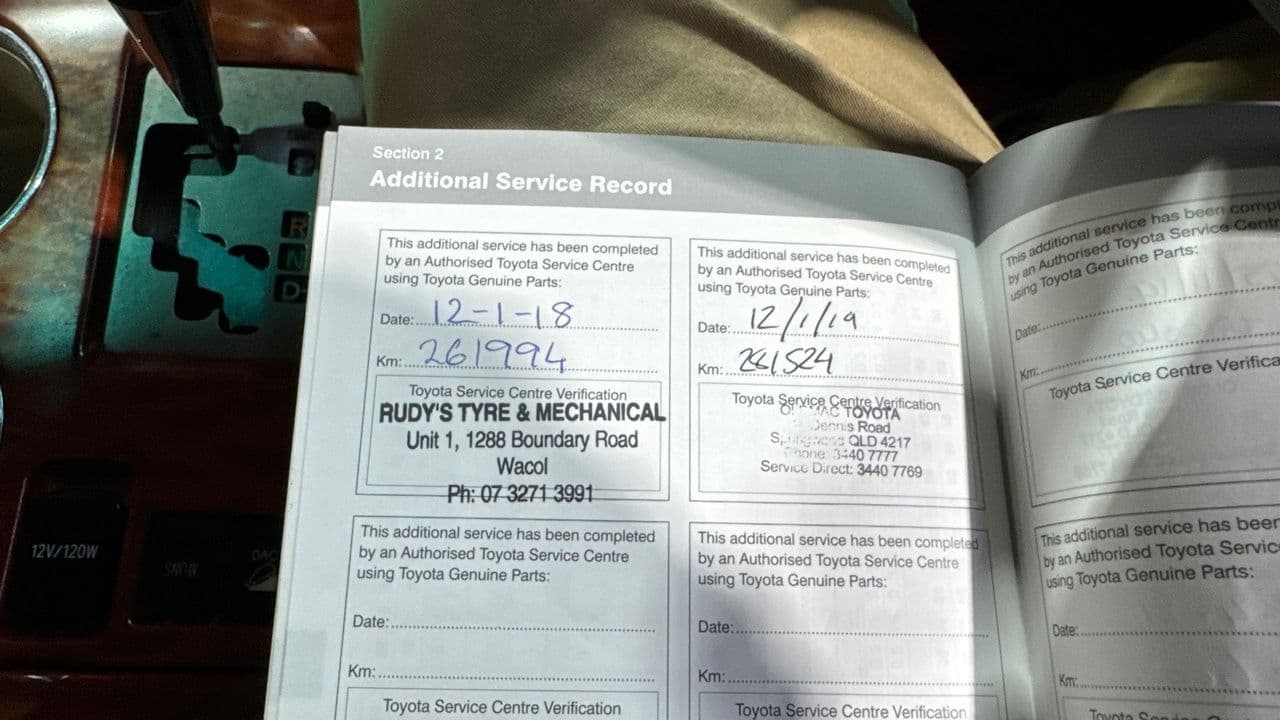 Section 2
Additional Service Record
This additional service has been completed
by an Authorised Toyota Service Centre
using Toyota Genuine Parts:
Date: 12-1-18
Km: 261994
Toyota Service Centre Verification
RUDY'S TYRE & MECHANICAL
Unit 1, 1288 Boundary Road
Wacol
Ph: 07 3271 3991
This additional service has been completed
by an Authorised Toyota Service Centre
using Toyota Genuine Parts:
Date: 12/1/19
Km: 281524
Toyota Service Centre Verification
TOYOTA
Dennis Road
QLD 4217
Phone: 3440 7777
Service Direct: 3440 7769
This additional service has been completed
by an Authorised Toyota Service Centre
using Toyota Genuine Parts:
Date:
Km:
Toyota Service Centre Verification
This additional service has been completed
by an Authorised Toyota Service Centre
using Toyota Genuine Parts:
Date:
Km:
Toyota Service Centre Verification
This additional service has been
by an Authorised Toyota Service
using Toyota Genuine Parts:
Date:
Km:
Toyota Service Centre
This additional service has been
by an Authorised Toyota
using Toyota Genuine Parts:
Date:
Km:
Toyota
R
N
D
12V/120W
SNOW
DAC